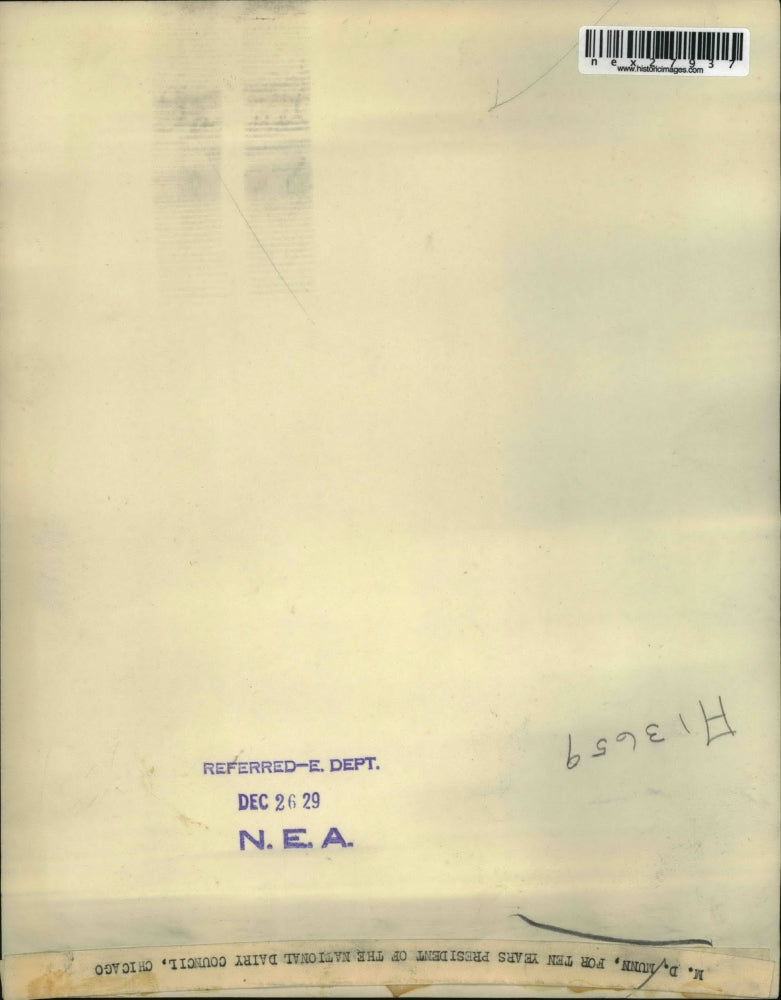 nex27937
www.historicimages.com
A13659
REFERRED-E. DEPT.
DEC 26 29
N. E. A.
M. D. MUNN, FOR TEN YEARS PRESIDENT OF THE NATIONAL DAIRY COUNCIL, CHICAGO